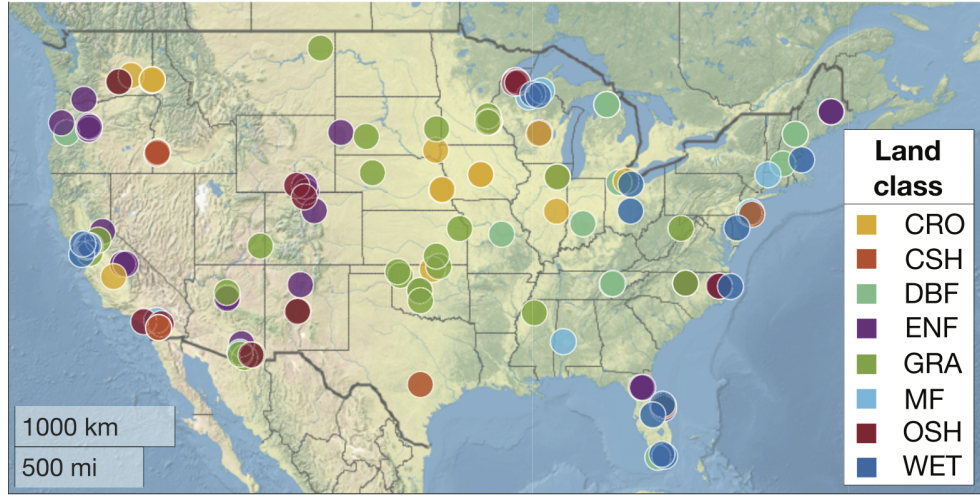 Land
class
CRO
CSH
DBF
ENF
GRA
MF
OSH
WET
1000 km
500 mi